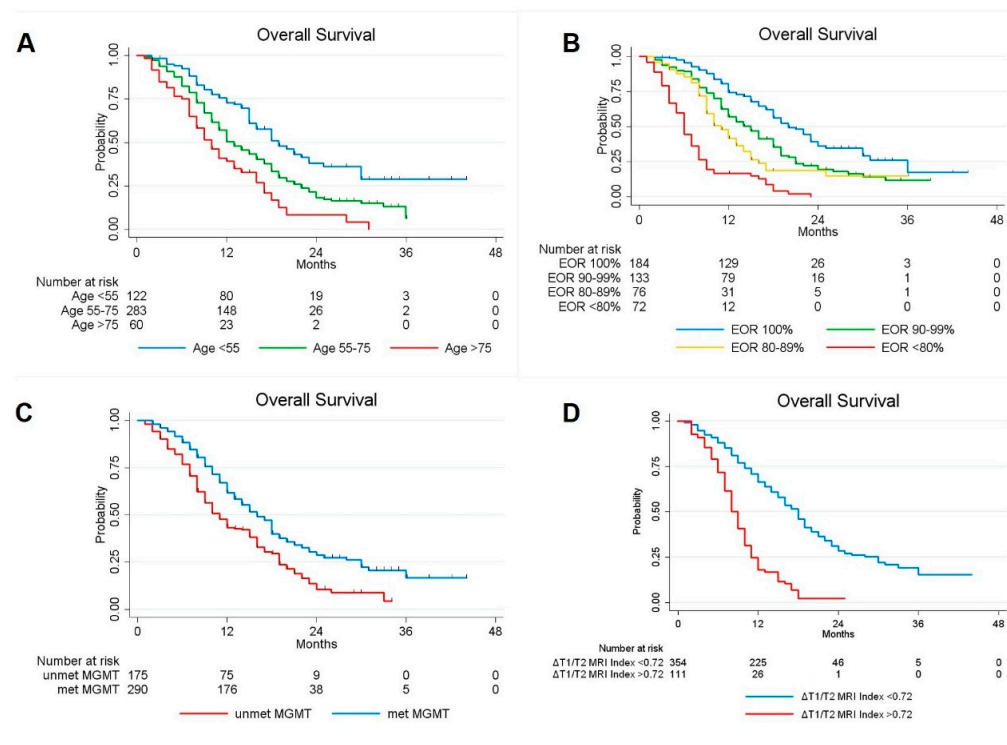 A
Overall Survival
Probability
0.00 0.25 0.50 0.75 1.00
0 12 24 36 48
Months
Number at risk
Age <55 122 80 19 3 0
Age 55-75 283 148 26 2 0
Age >75 60 23 2 0 0
Age <55 Age 55-75 Age >75
B
Overall Survival
Probability
0.00 0.25 0.50 0.75 1.00
0 12 24 36 48
Months
Number at risk
EOR 100% 184 129 26 3 0
EOR 90-99% 133 79 16 1 0
EOR 80-89% 76 31 5 1 0
EOR <80% 72 12 0 0 0
EOR 100% EOR 90-99%
EOR 80-89% EOR <80%
C
Overall Survival
Probability
0.00 0.25 0.50 0.75 1.00
0 12 24 36 48
Months
Number at risk
unmet MGMT 175 75 9 0 0
met MGMT 290 176 38 5 0
unmet MGMT met MGMT
D
Overall Survival
Probability
0.00 0.25 0.50 0.75 1.00
0 12 24 36 48
Months
Number at risk
ΔT1/T2 MRI Index <0.72 354 225 46 5 0
ΔT1/T2 MRI Index >0.72 111 26 1 0 0
ΔT1/T2 MRI Index <0.72
ΔT1/T2 MRI Index >0.72